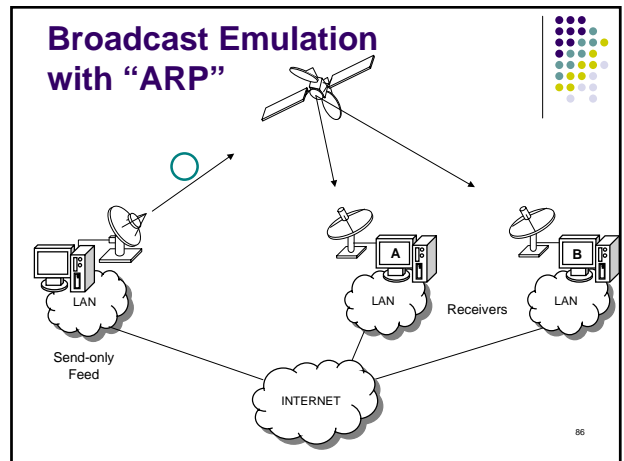 Broadcast Emulation
with “ARP”
A
B
LAN
LAN
Receivers
LAN
Send-only
Feed
INTERNET
86